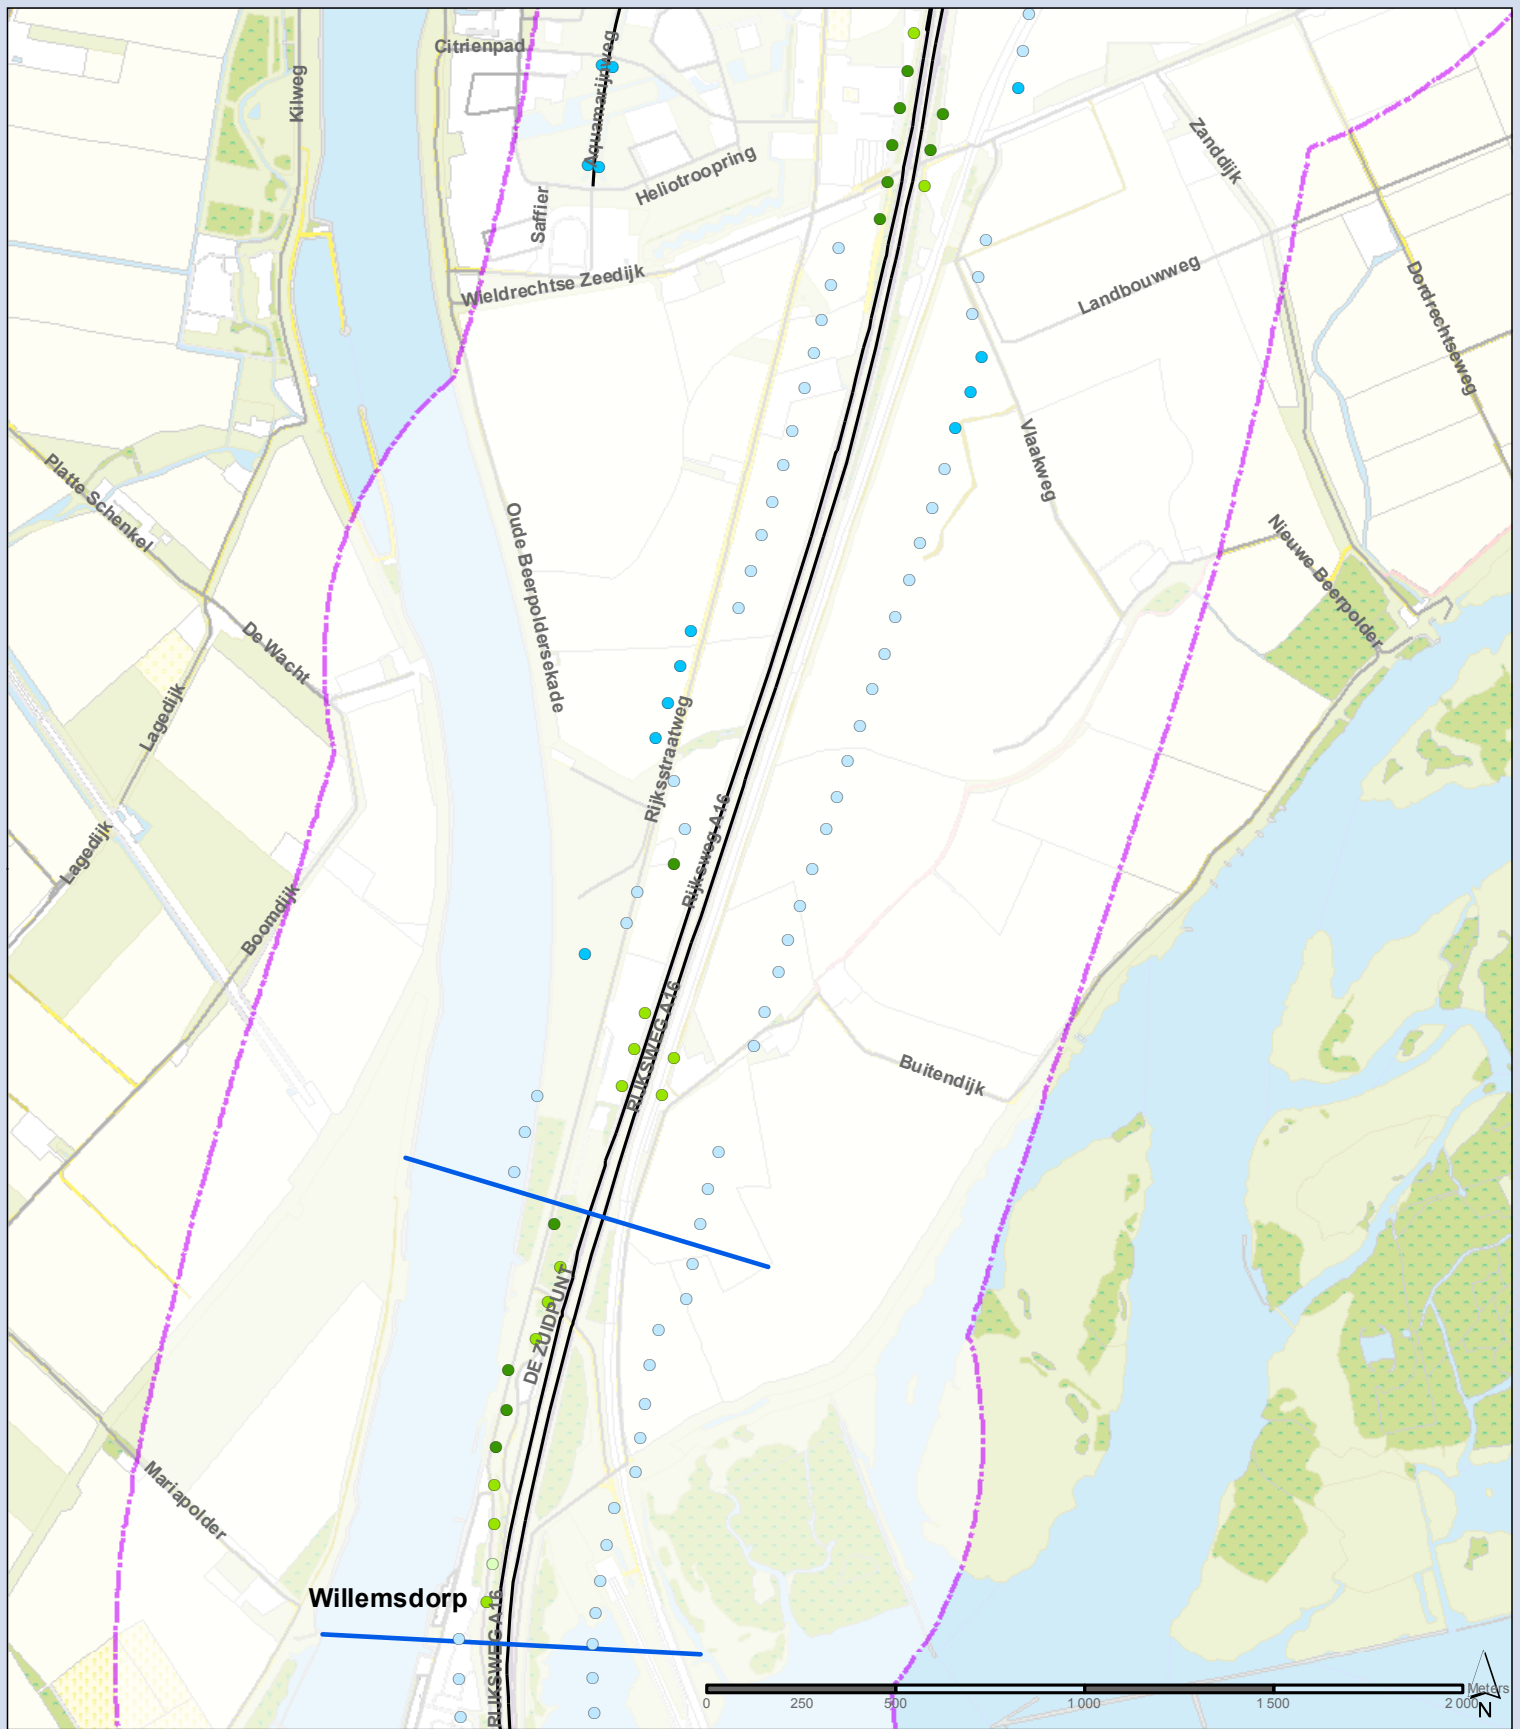 Citrienpad
Kilweg
Aquamarijnweg
Heliotroopring
Saffier
Wieldrechtse Zeedijk
Zanddijk
Landbouwweg
Dordrechtseweg
Platte Schenkel
Vlaakweg
Oude Beerpoldersekade
Nieuwe Beerpolder
De Wacht
Lagedijk
Rijksstraatweg
Rijksweg A16
Lagedijk
Boomdijk
RIJKSWEG A16
Buitendijk
DE ZUIDPUNT
Mariapolder
Willemsdorp
RIJKSWEG A16
Meters
0 250 500 1 000 1 500 2 000
N